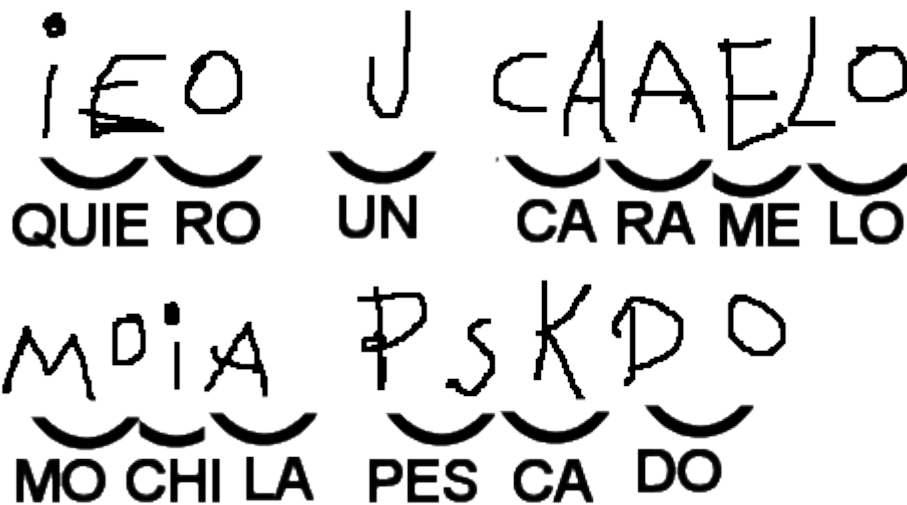 iEO U CAAELO
QUIE RO UN CA RA ME LO
MOiA PSKDO
MO CHI LA PES CA DO